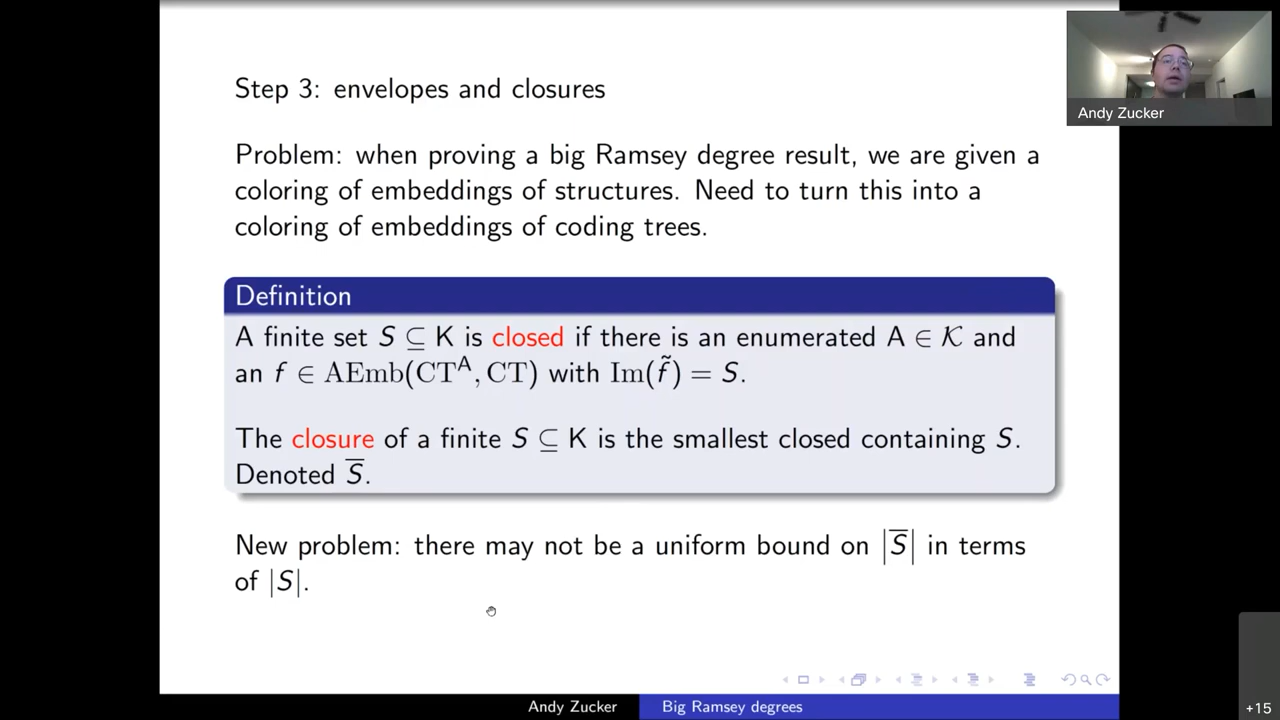 Step 3: envelopes and closures
Andy Zucker
Problem: when proving a big Ramsey degree result, we are given a
coloring of embeddings of structures. Need to turn this into a
coloring of embeddings of coding trees.
Definition
A finite set S ⊆ K is closed if there is an enumerated A ∈ 𝒦 and
an f ∈ AEmb(CT^A, CT) with Im(f̃) = S.
The closure of a finite S ⊆ K is the smallest closed containing S.
Denoted S̅.
New problem: there may not be a uniform bound on |S̅| in terms
of |S|.
Andy Zucker
Big Ramsey degrees
+15